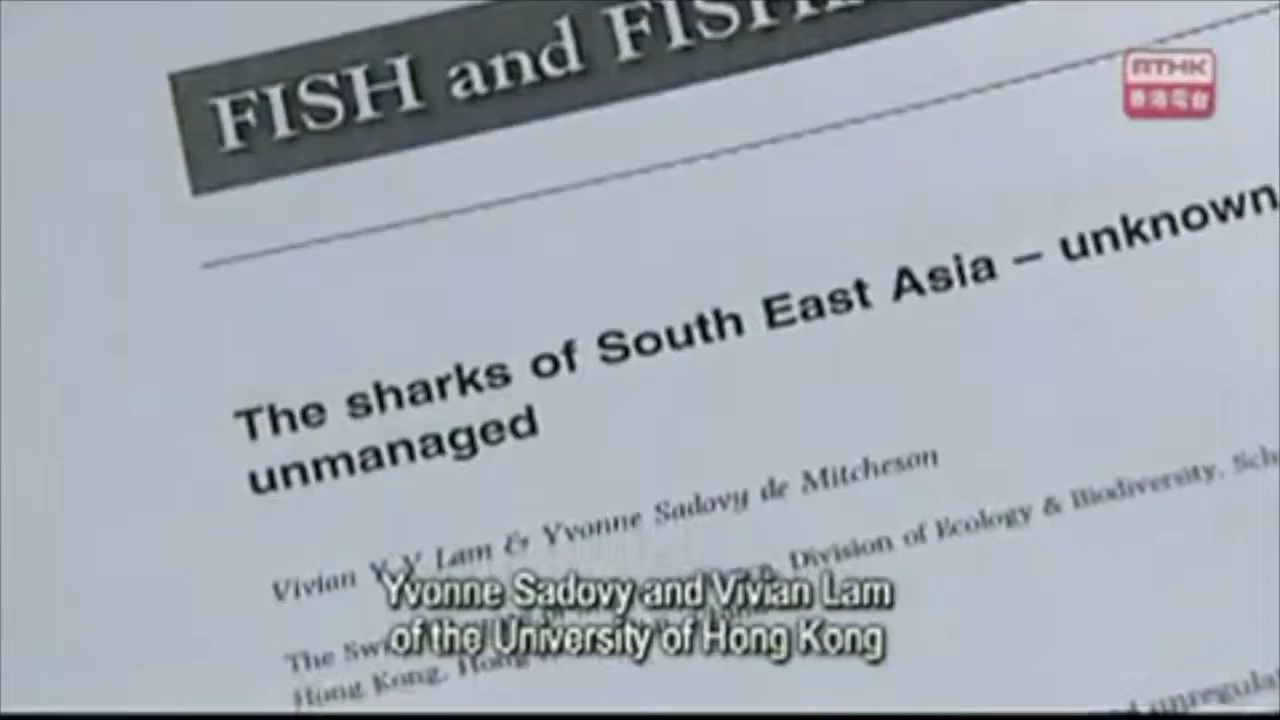 FISH and
RTHK
香港電台
The sharks of South East Asia – unknown
unmanaged
Vivian Y Y Lam & Yvonne Sadovy de Mitcheson
Division of Ecology & Biodiversity, Sch
The
Hong Kong, Hong
Yvonne Sadovy and Vivian Lam
of the University of Hong Kong